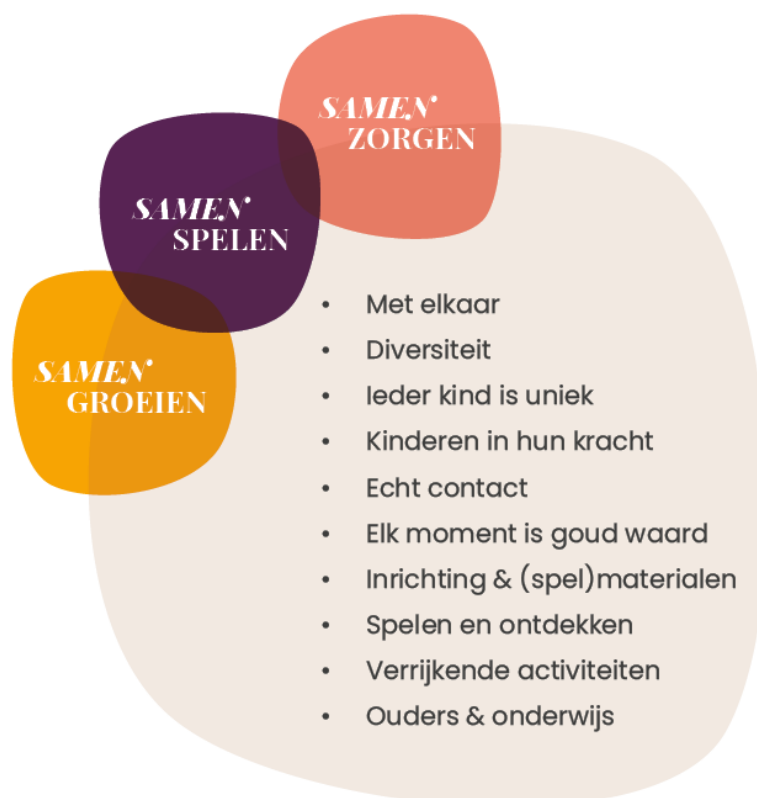 SAMEN
ZORGEN
SAMEN
SPELEN
SAMEN
GROEIEN
• Met elkaar
• Diversiteit
• Ieder kind is uniek
• Kinderen in hun kracht
• Echt contact
• Elk moment is goud waard
• Inrichting & (spel)materialen
• Spelen en ontdekken
• Verrijkende activiteiten
• Ouders & onderwijs